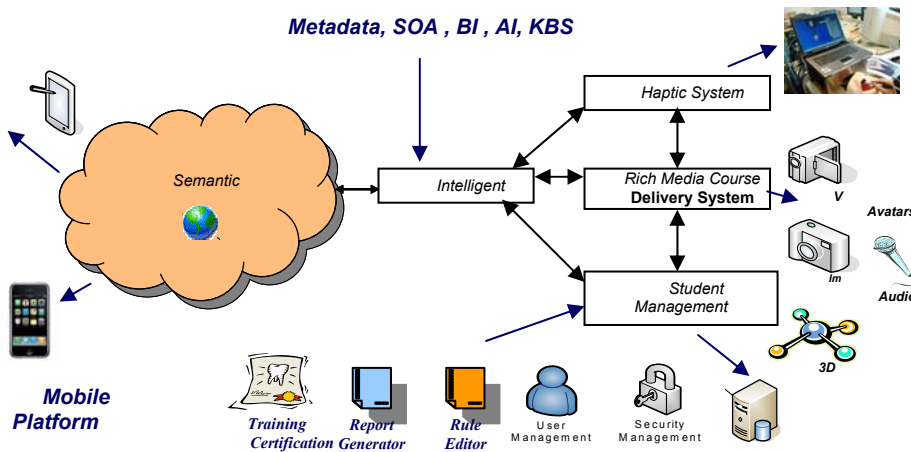 Metadata, SOA , BI , AI, KBS
Haptic System
Semantic
Intelligent
Rich Media Course
Delivery System
V
Avatars
Im
Audio
Student
Management
3D
Mobile
Platform
Training
Certification
Report
Generator
Rule
Editor
User
Management
Security
Management